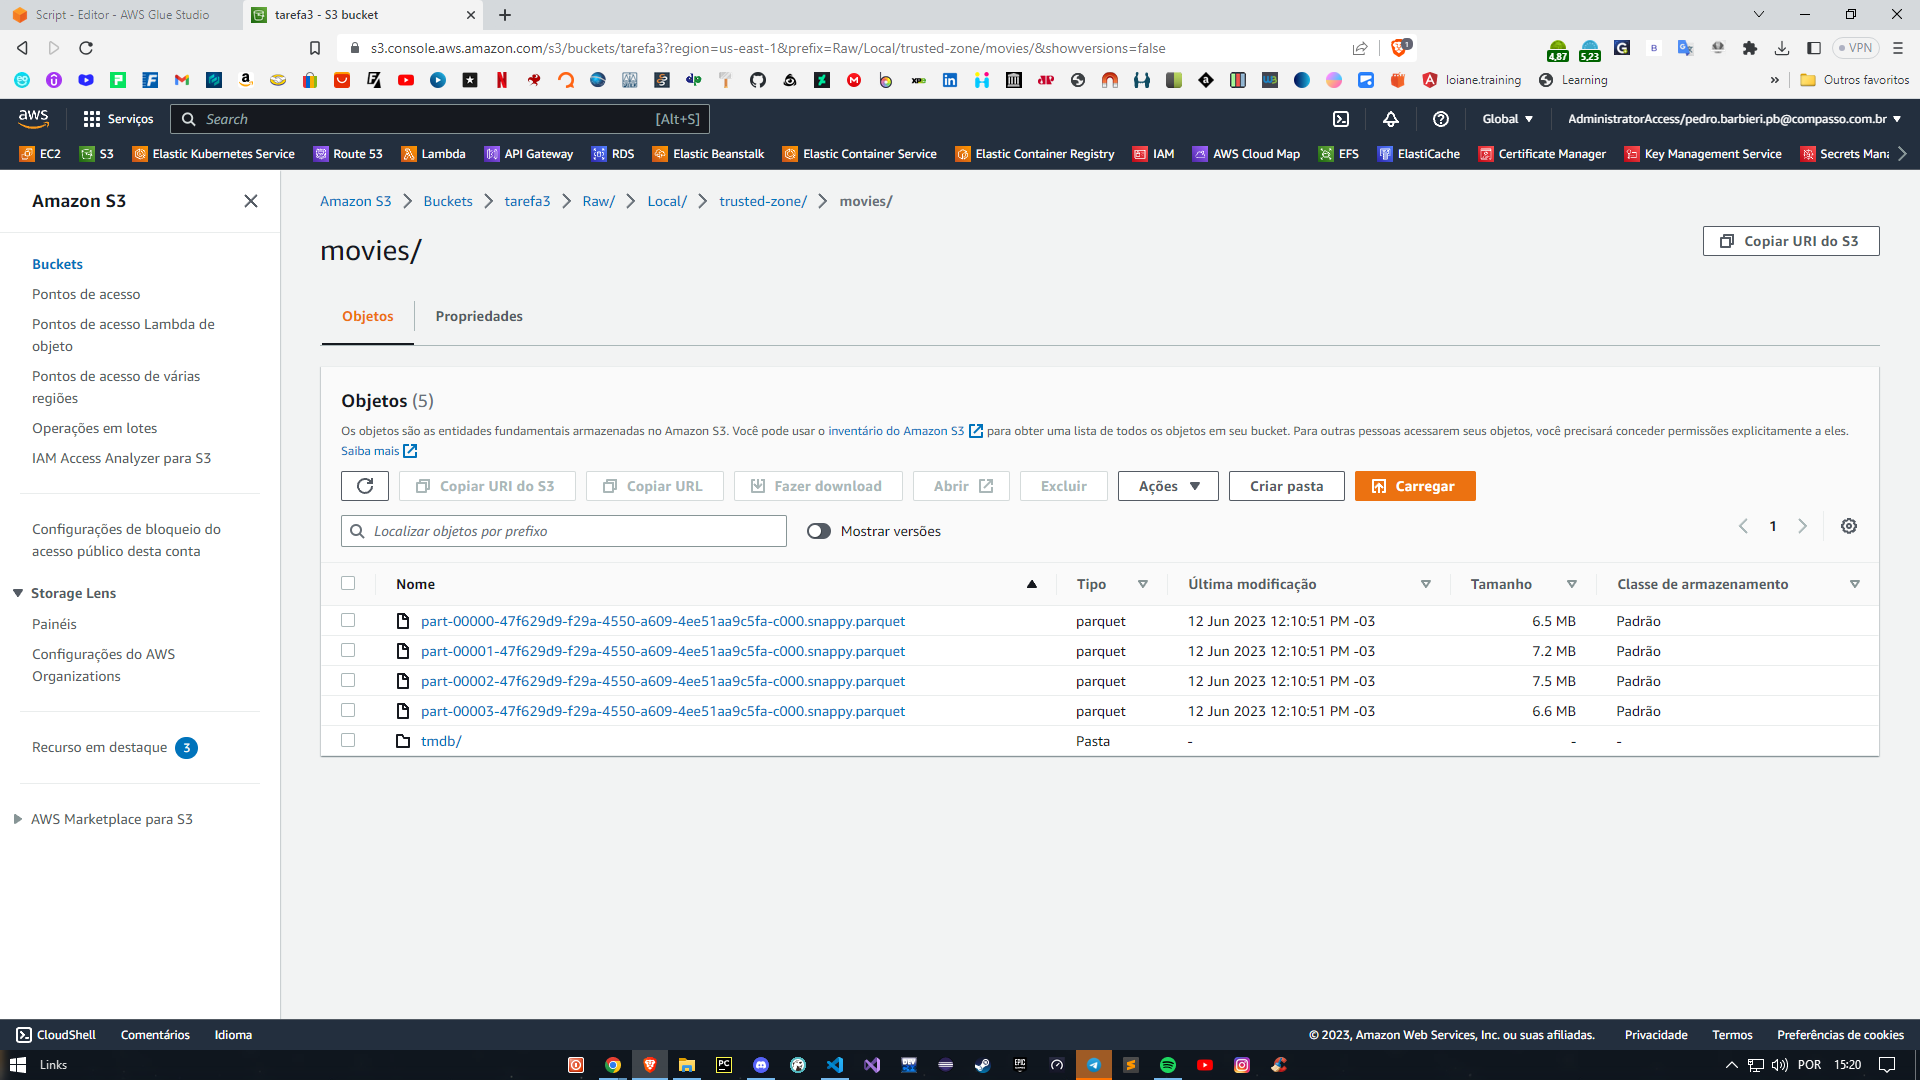 Script - Editor - AWS Glue Studio
tarefa3 - S3 bucket
s3.console.aws.amazon.com/s3/buckets/tarefa3?region=us-east-1&prefix=Raw/Local/trusted-zone/movies/&showversions=false
1
4,87
5,23
VPN
loiane.training
Learning
Outros favoritos
aws
Serviços
Search
[Alt+S]
Global
AdministratorAccess/pedro.barbieri.pb@compasso.com.br
EC2
S3
Elastic Kubernetes Service
Route 53
Lambda
API Gateway
RDS
Elastic Beanstalk
Elastic Container Service
Elastic Container Registry
IAM
AWS Cloud Map
EFS
ElastiCache
Certificate Manager
Key Management Service
Secrets Mana
Amazon S3
Buckets
Pontos de acesso
Pontos de acesso Lambda de
objeto
Pontos de acesso de várias
regiões
Operações em lotes
IAM Access Analyzer para S3
Configurações de bloqueio do
acesso público desta conta
Storage Lens
Painéis
Configurações do AWS
Organizations
Recurso em destaque 3
AWS Marketplace para S3
Amazon S3 > Buckets > tarefa3 > Raw/ > Local/ > trusted-zone/ > movies/
movies/
Copiar URI do S3
Objetos
Propriedades
Objetos (5)
Os objetos são as entidades fundamentais armazenadas no Amazon S3. Você pode usar o inventário do Amazon S3 para obter uma lista de todos os objetos em seu bucket. Para outras pessoas acessarem seus objetos, você precisará conceder permissões explicitamente a eles.
Saiba mais
Copiar URI do S3
Copiar URL
Fazer download
Abrir
Excluir
Ações
Criar pasta
Carregar
Localizar objetos por prefixo
Mostrar versões
1
Nome Tipo Última modificação Tamanho Classe de armazenamento
part-00000-47f629d9-f29a-4550-a609-4ee51aa9c5fa-c000.snappy.parquet parquet 12 Jun 2023 12:10:51 PM -03 6.5 MB Padrão
part-00001-47f629d9-f29a-4550-a609-4ee51aa9c5fa-c000.snappy.parquet parquet 12 Jun 2023 12:10:51 PM -03 7.2 MB Padrão
part-00002-47f629d9-f29a-4550-a609-4ee51aa9c5fa-c000.snappy.parquet parquet 12 Jun 2023 12:10:51 PM -03 7.5 MB Padrão
part-00003-47f629d9-f29a-4550-a609-4ee51aa9c5fa-c000.snappy.parquet parquet 12 Jun 2023 12:10:51 PM -03 6.6 MB Padrão
tmdb/ Pasta - - -
CloudShell
Comentários
Idioma
© 2023, Amazon Web Services, Inc. ou suas afiliadas.
Privacidade
Termos
Preferências de cookies
Links
POR
15:20